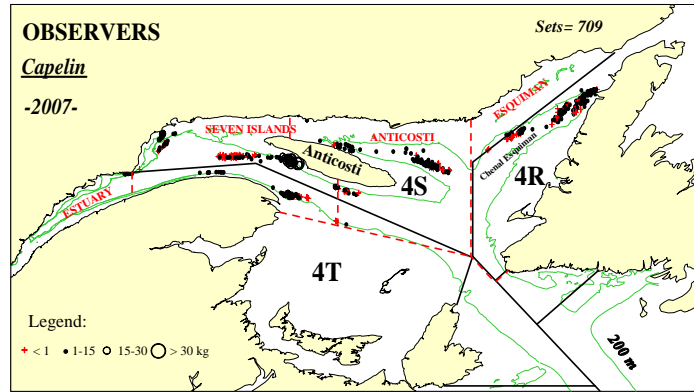 OBSERVERS
Sets= 709
Capelin
-2007-
ESQUIMAN
SEVEN ISLANDS
ANTICOSTI
Anticosti
Chenal Esquiman
4S
4R
ESTUARY
4T
200 m
Legend:
+ < 1 • 1-15 o 15-30 ○ > 30 kg